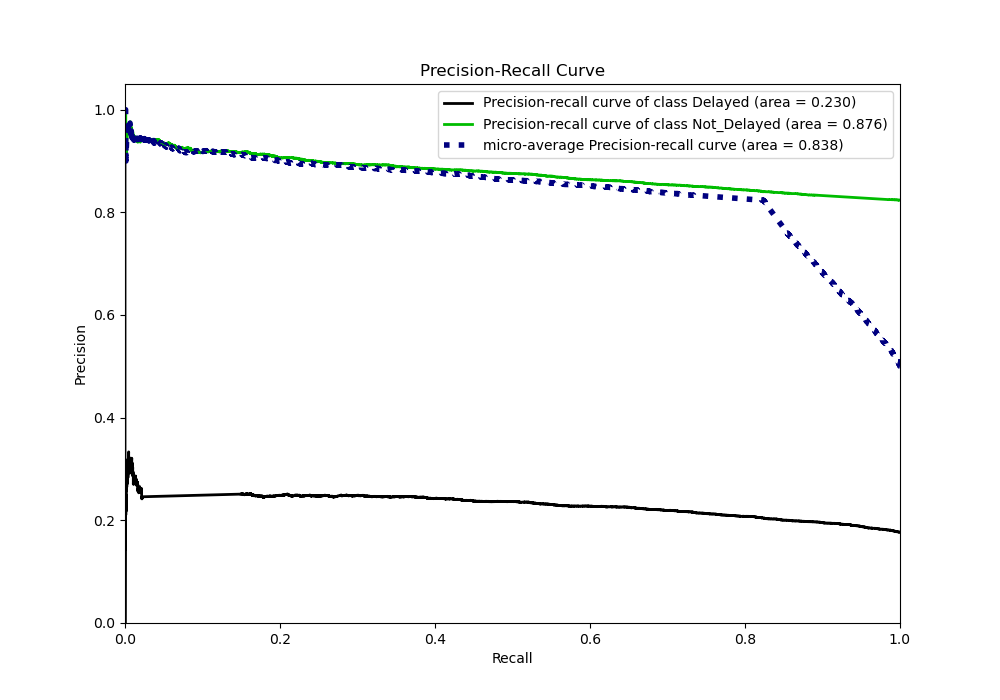 Precision-Recall Curve
Precision-recall curve of class Delayed (area = 0.230)
Precision-recall curve of class Not_Delayed (area = 0.876)
micro-average Precision-recall curve (area = 0.838)
1.0
0.8
0.6
0.4
0.2
0.0
Precision
0.0 0.2 0.4 0.6 0.8 1.0
Recall